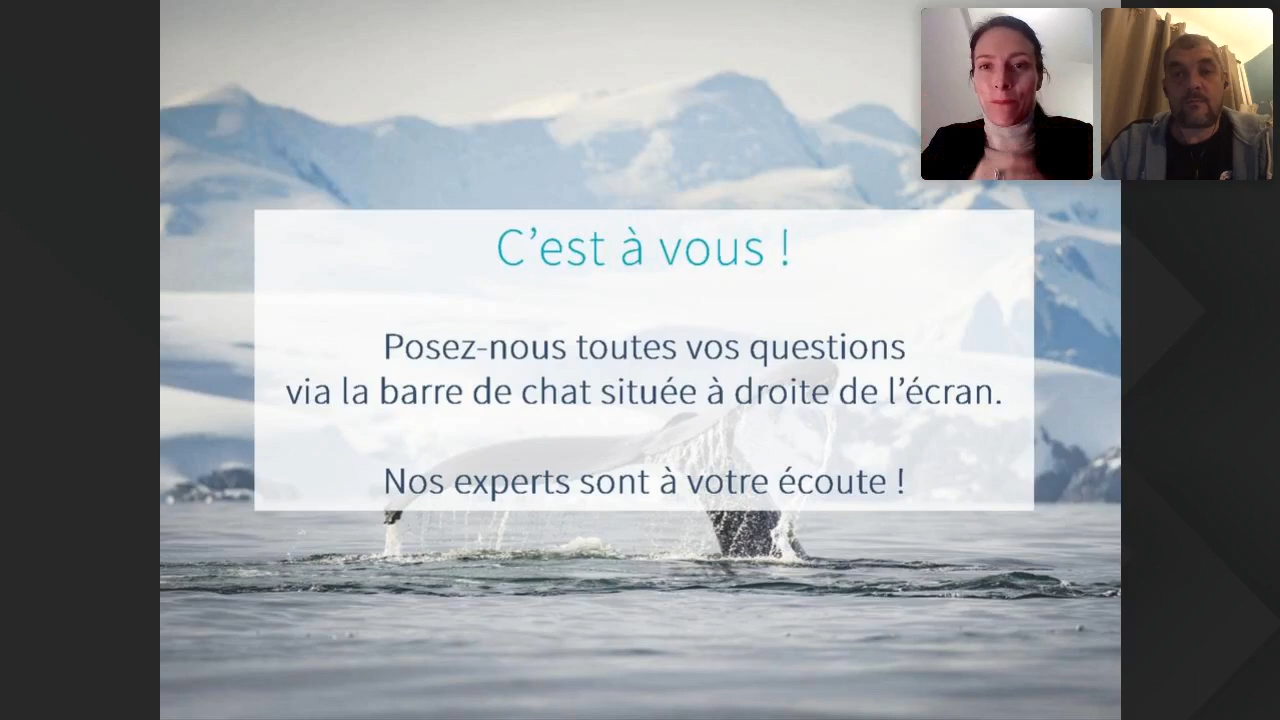 C’est à vous !
Posez-nous toutes vos questions
via la barre de chat située à droite de l’écran.
Nos experts sont à votre écoute !